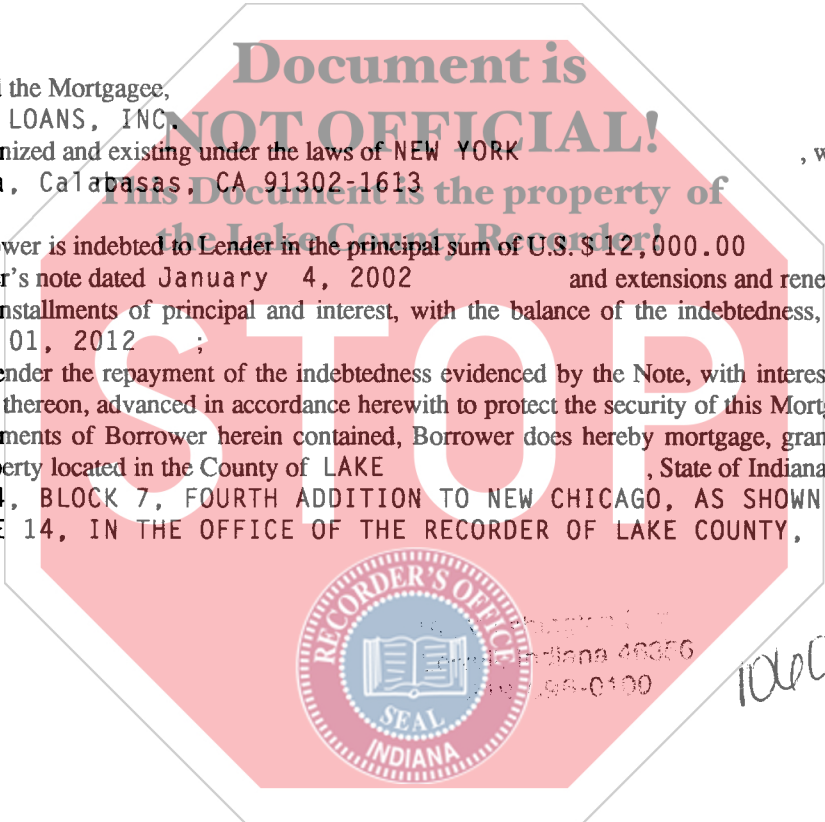 Document is
the Mortgagee,
LOANS, INC.
NOT OFFICIAL!
nized and existing under the laws of NEW YORK , w
, Calabasas, CA 91302-1613
This Document is the property of
the Lake County Recorder!
wer is indebted to Lender in the principal sum of U.S. $ 12,000.00
r's note dated January 4, 2002 and extensions and rene
nstallments of principal and interest, with the balance of the indebtedness,
01, 2012 ;
ender the repayment of the indebtedness evidenced by the Note, with interes
thereon, advanced in accordance herewith to protect the security of this Mortg
ments of Borrower herein contained, Borrower does hereby mortgage, gran
erty located in the County of LAKE , State of Indiana
STOP
4, BLOCK 7, FOURTH ADDITION TO NEW CHICAGO, AS SHOWN
E 14, IN THE OFFICE OF THE RECORDER OF LAKE COUNTY,
RECORDER'S OFFICE
SEAL
INDIANA
Indiana
-0100